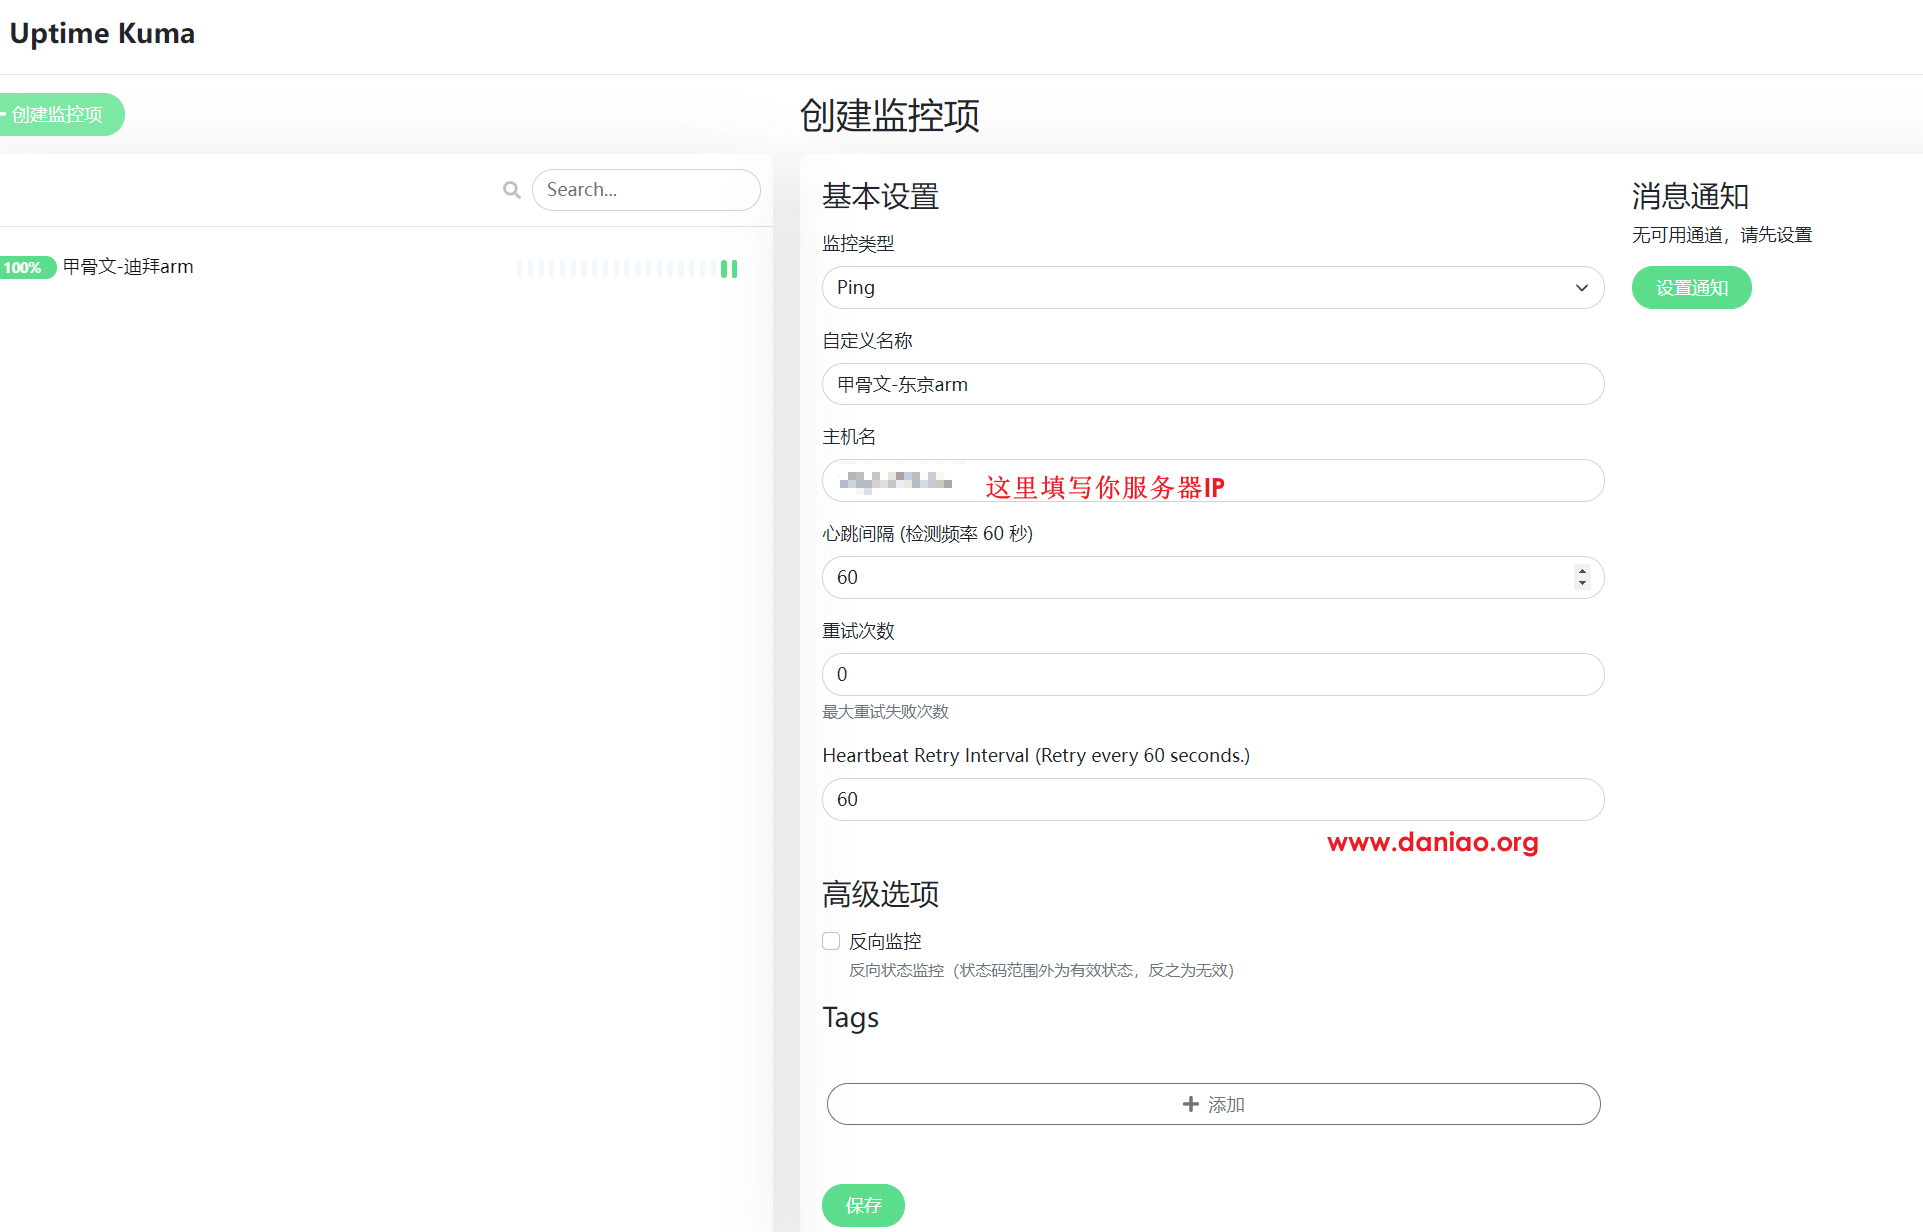 Uptime Kuma
创建监控项
Search...
100% 甲骨文-迪拜arm
创建监控项
基本设置
监控类型
Ping
自定义名称
甲骨文-东京arm
主机名
这里填写你服务器IP
心跳间隔 (检测频率 60 秒)
60
重试次数
0
最大重试失败次数
Heartbeat Retry Interval (Retry every 60 seconds.)
60
www.daniao.org
高级选项
反向监控
反向状态监控（状态码范围外为有效状态，反之为无效）
Tags
添加
保存
消息通知
无可用通道，请先设置
设置通知